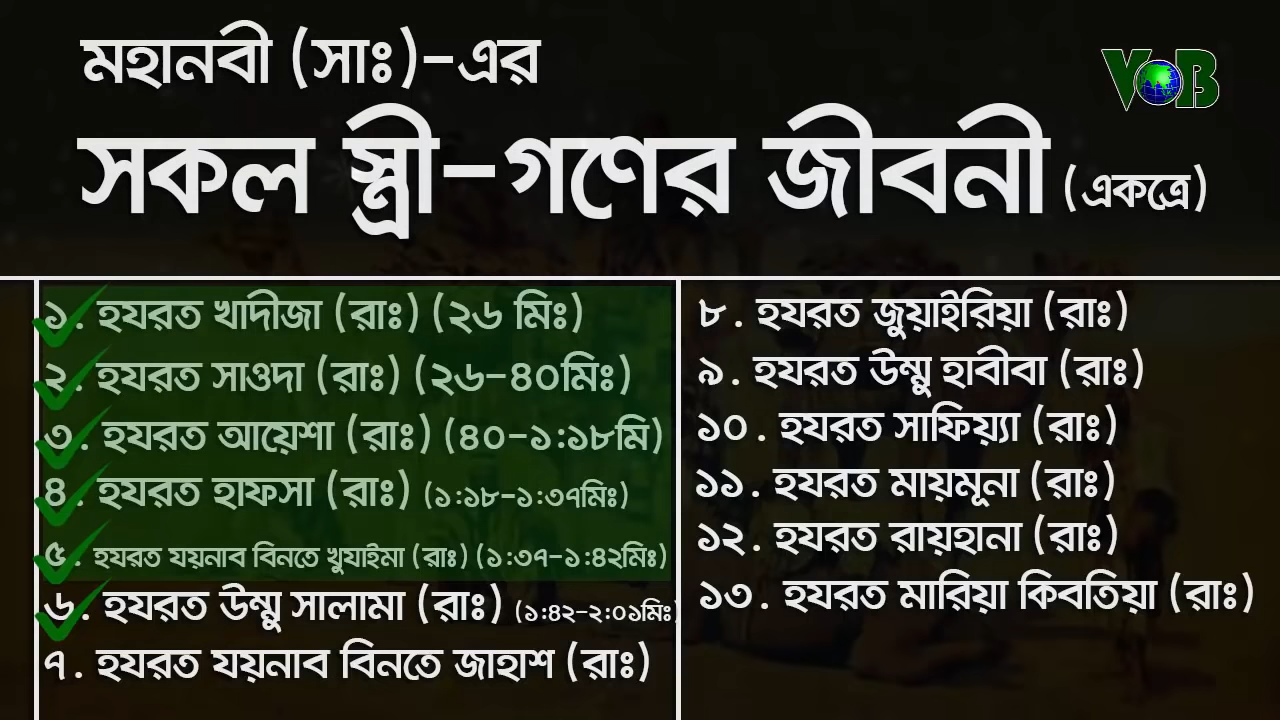 মহানবী (সাঃ)-এর
VOB
সকল স্ত্রী-গণের জীবনী (একত্রে)
১. হযরত খাদীজা (রাঃ) (২৬ মিঃ)
২. হযরত সাওদা (রাঃ) (২৬-৪০মিঃ)
৩. হযরত আয়েশা (রাঃ) (৪০-১:১৮মি)
৪. হযরত হাফসা (রাঃ) (১:১৮-১:৩৭মিঃ)
৫. হযরত যয়নাব বিনতে খুযাইমা (রাঃ) (১:৩৭-১:৪২মিঃ)
৬. হযরত উম্মু সালামা (রাঃ) (১:৪২-২:০১মিঃ)
৭. হযরত যয়নাব বিনতে জাহাশ (রাঃ)
৮. হযরত জুয়াইরিয়া (রাঃ)
৯. হযরত উম্মু হাবীবা (রাঃ)
১০. হযরত সাফিয়্যা (রাঃ)
১১. হযরত মায়মূনা (রাঃ)
১২. হযরত রায়হানা (রাঃ)
১৩. হযরত মারিয়া কিবতিয়া (রাঃ)